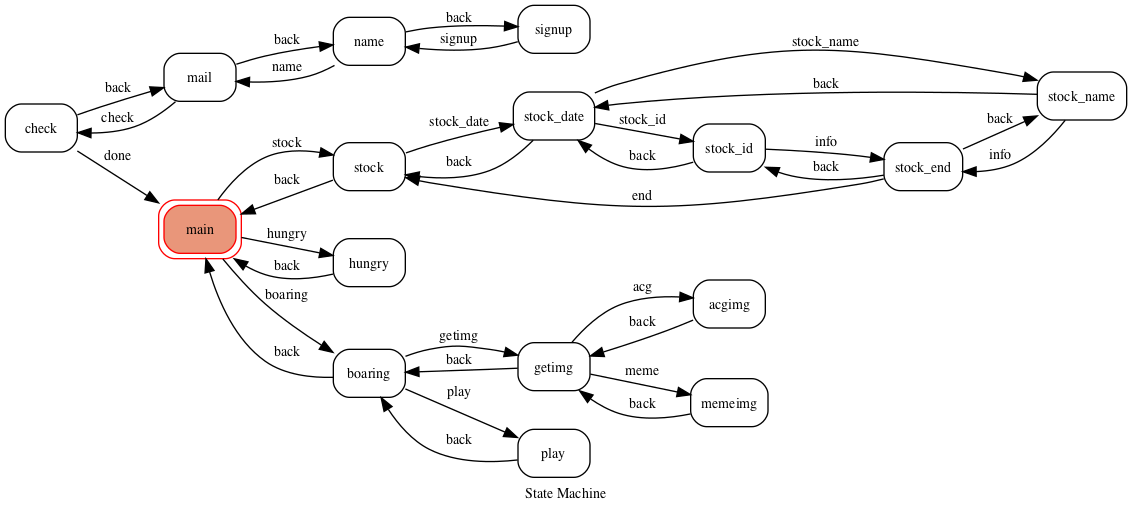 back
signup
signup
name
back
name
mail
back
check
check
done
stock_name
back
stock_name
stock_date
stock_date
stock_id
back
back
stock_id
info
back
stock_end
back
info
stock
stock
back
end
main
hungry
back
hungry
boaring
back
boaring
getimg
back
getimg
acg
back
acgimg
meme
back
memeimg
play
back
play
State Machine